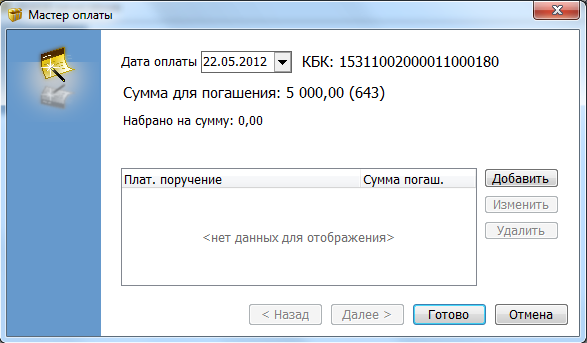 Мастер оплаты
Дата оплаты 22.05.2012 КБК: 15311002000011000180
Сумма для погашения: 5 000,00 (643)
Набрано на сумму: 0,00
Плат. поручение Сумма погаш.
<нет данных для отображения>
Добавить
Изменить
Удалить
< Назад Далее > Готово Отмена